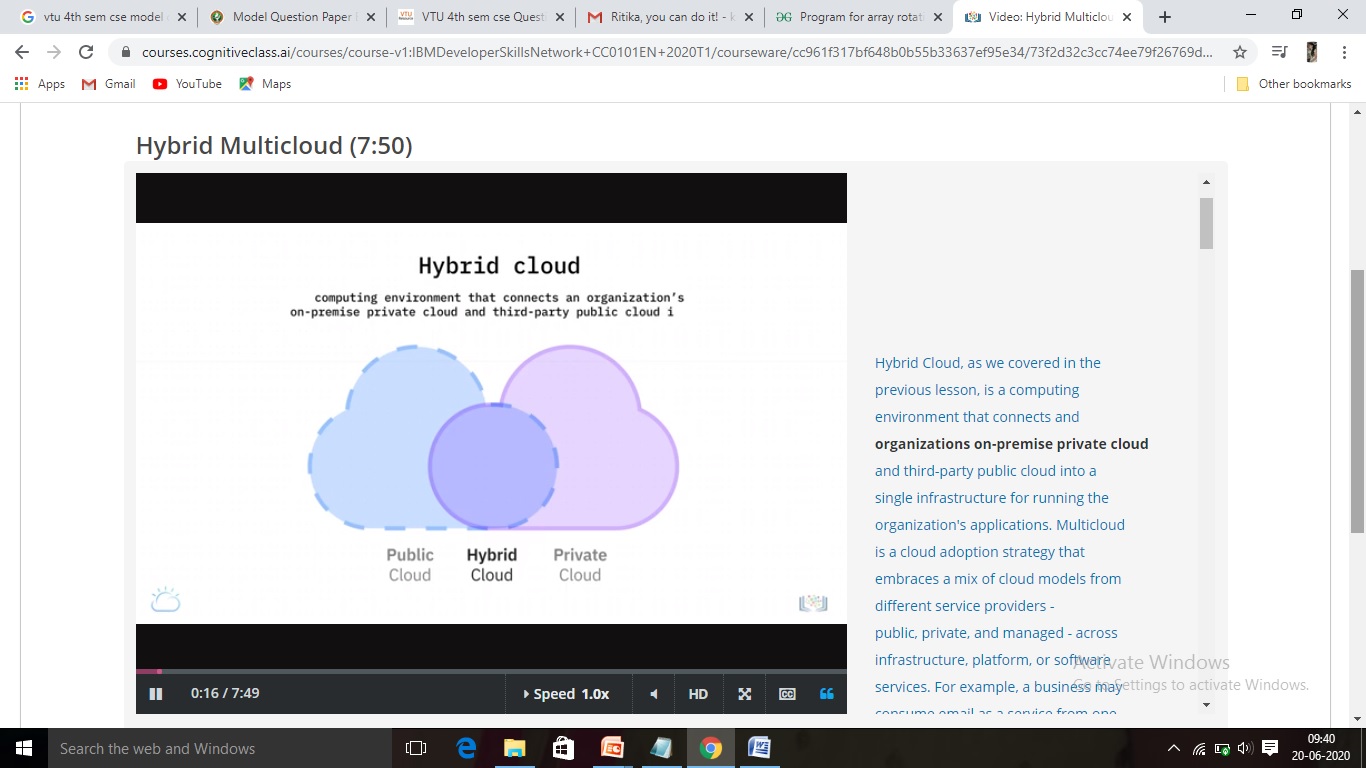 vtu 4th sem cse model
Model Question Paper
VTU 4th sem cse Quest
Ritika, you can do it! - k
Program for array rotat
Video: Hybrid Multiclou
courses.cognitiveclass.ai/courses/course-v1:IBMDeveloperSkillsNetwork+CC0101EN+2020T1/courseware/cc961f317bf648b0b55b33637ef95e34/73f2d32c3cc74ee79f26769d...
Apps
Gmail
YouTube
Maps
Other bookmarks
Hybrid Multicloud (7:50)
Hybrid cloud
computing environment that connects an organization's
on-premise private cloud and third-party public cloud i
Public
Cloud
Hybrid
Cloud
Private
Cloud
0:16 / 7:49
Speed 1.0x
HD
CC
Hybrid Cloud, as we covered in the
previous lesson, is a computing
environment that connects and
organizations on-premise private cloud
and third-party public cloud into a
single infrastructure for running the
organization's applications. Multicloud
is a cloud adoption strategy that
embraces a mix of cloud models from
different service providers -
public, private, and managed - across
infrastructure, platform, or software
services. For example, a business may
consume email as a service from one
Activate Windows
Go to Settings to activate Windows.
Search the web and Windows
09:40
20-06-2020